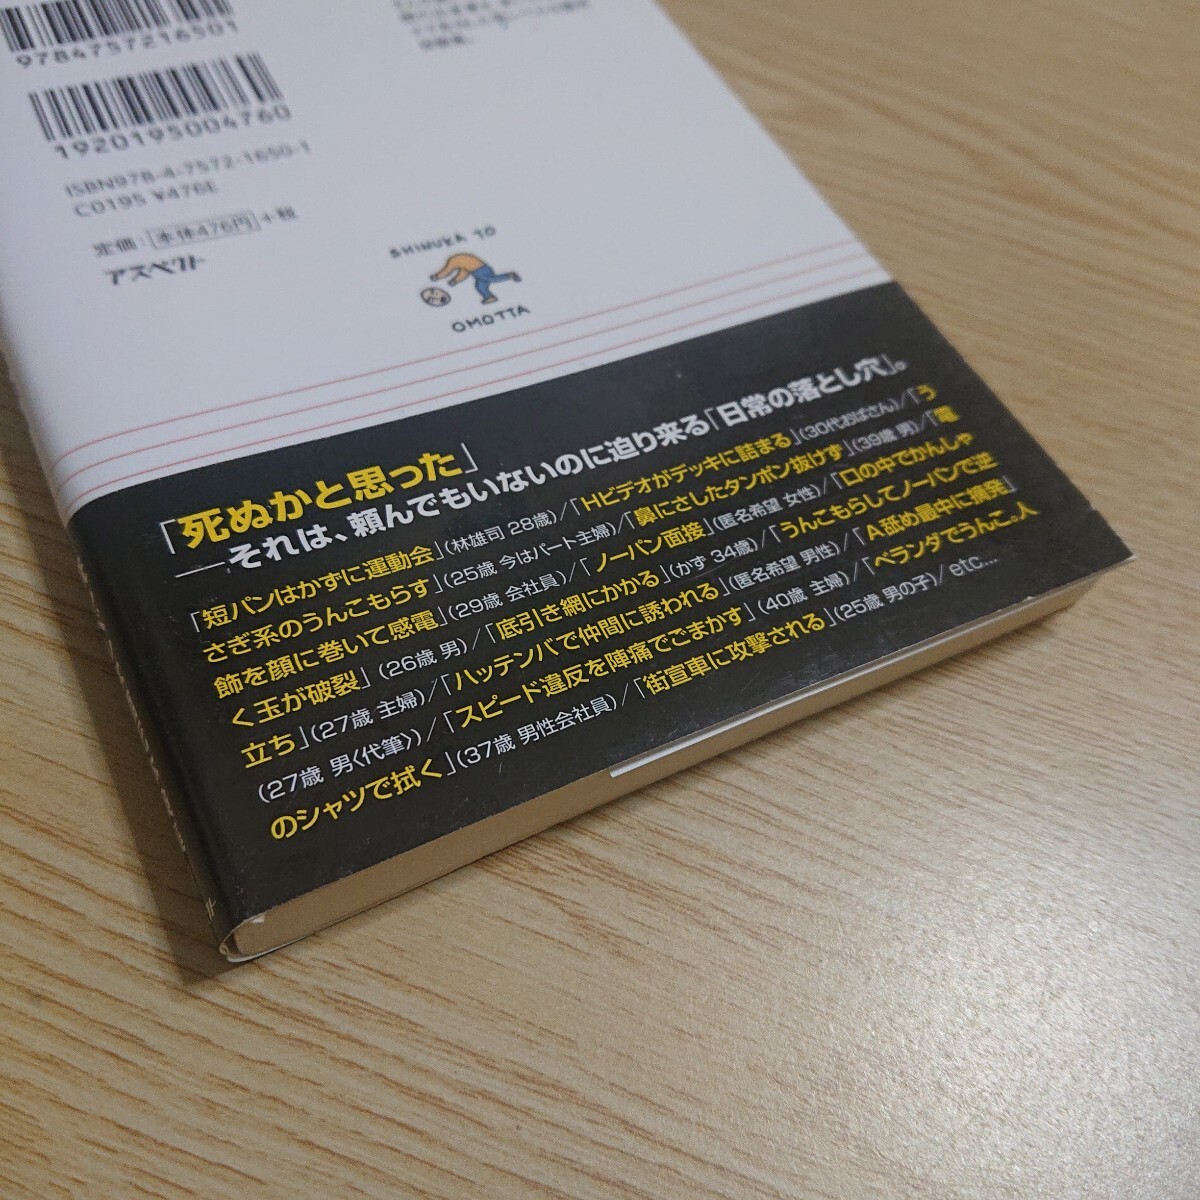 9784757216501
1920195004760
ISBN978-4-7572-1650-1
C0195 ¥476E
定価：本体476円＋税
アスペクト
SHINUKA TO
OMOTTA
「死ぬかと思った」
――それは、頼んでもいないのに迫り来る「日常の落とし穴」。
「短パンはかずに運動会」(林雄司 28歳)／「Hビデオがデッキに詰まる」(30代おばさん)／「う
さぎ系のうんこもらす」(25歳 今はパート主婦)／「鼻にさしたタンポン抜けず」(39歳 男)／「電
飾を顔に巻いて感電」(29歳 会社員)／「ノーパン面接」(匿名希望 女性)／「口の中でかんしゃ
く玉が破裂」(26歳 男)／「底引き網にかかる」(かず 34歳)／「うんこもらしてノーパンで逆
立ち」(27歳 主婦)／「ハッテンバで仲間に誘われる」(匿名希望 男性)／「A舐め最中に捕発」
(27歳 男〈代筆〉)／「スピード違反を陣痛でごまかす」(40歳 主婦)／「ベランダでうんこ。人
のシャツで拭く」(37歳 男性会社員)／「街宣車に攻撃される」(25歳 男の子)／etc…